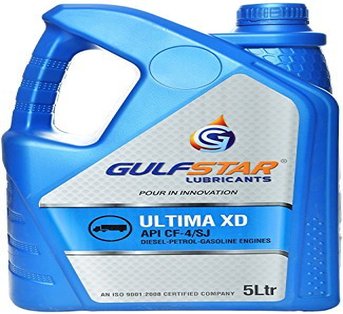 GULFSTAR®
LUBRICANTS
POUR IN INNOVATION
ULTIMA XD
API CF-4/SJ
DIESEL-PETROL-GASOLINE ENGINES
AN ISO 9001:2008 CERTIFIED COMPANY
5Ltr